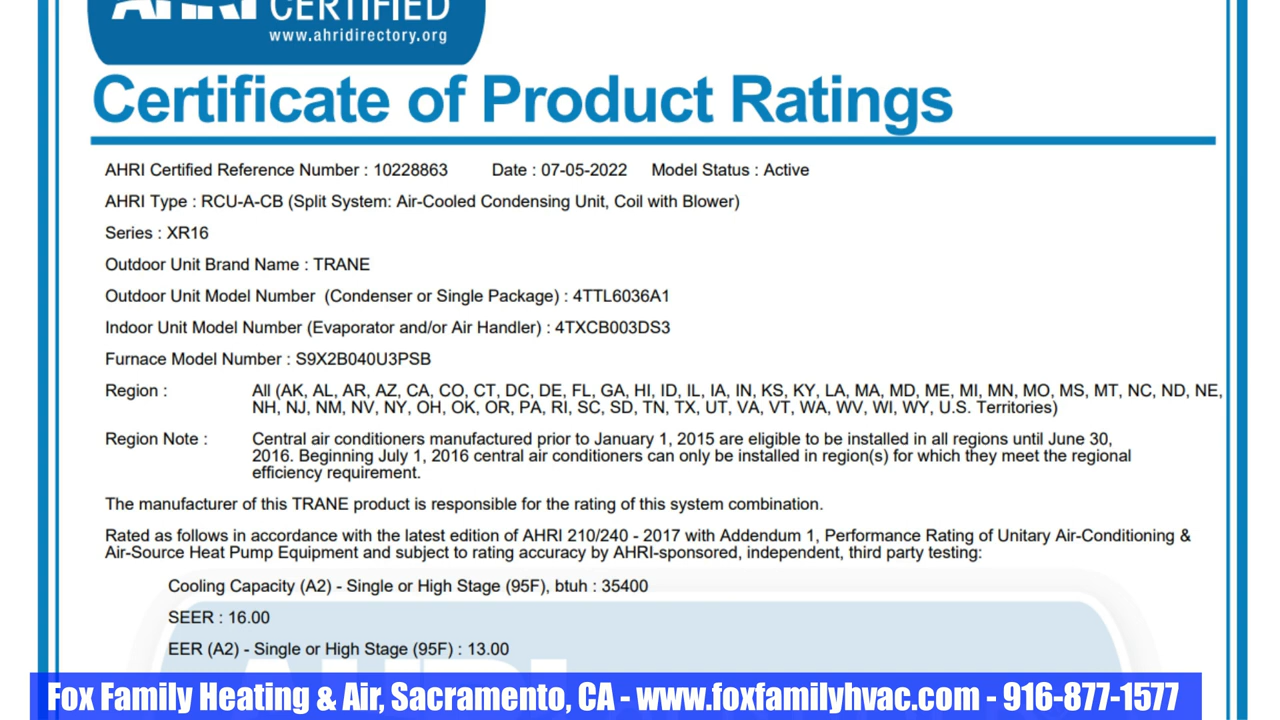 AHRI CERTIFIED
www.ahridirectory.org
Certificate of Product Ratings
AHRI Certified Reference Number : 10228863 Date : 07-05-2022 Model Status : Active
AHRI Type : RCU-A-CB (Split System: Air-Cooled Condensing Unit, Coil with Blower)
Series : XR16
Outdoor Unit Brand Name : TRANE
Outdoor Unit Model Number (Condenser or Single Package) : 4TTL6036A1
Indoor Unit Model Number (Evaporator and/or Air Handler) : 4TXCB003DS3
Furnace Model Number : S9X2B040U3PSB
Region : All (AK, AL, AR, AZ, CA, CO, CT, DC, DE, FL, GA, HI, ID, IL, IA, IN, KS, KY, LA, MA, MD, ME, MI, MN, MO, MS, MT, NC, ND, NE,
NH, NJ, NM, NV, NY, OH, OK, OR, PA, RI, SC, SD, TN, TX, UT, VA, VT, WA, WV, WI, WY, U.S. Territories)
Region Note : Central air conditioners manufactured prior to January 1, 2015 are eligible to be installed in all regions until June 30,
2016. Beginning July 1, 2016 central air conditioners can only be installed in region(s) for which they meet the regional
efficiency requirement.
The manufacturer of this TRANE product is responsible for the rating of this system combination.
Rated as follows in accordance with the latest edition of AHRI 210/240 - 2017 with Addendum 1, Performance Rating of Unitary Air-Conditioning &
Air-Source Heat Pump Equipment and subject to rating accuracy by AHRI-sponsored, independent, third party testing:
Cooling Capacity (A2) - Single or High Stage (95F), btuh : 35400
SEER : 16.00
EER (A2) - Single or High Stage (95F) : 13.00
Fox Family Heating & Air, Sacramento, CA - www.foxfamilyhvac.com - 916-877-1577